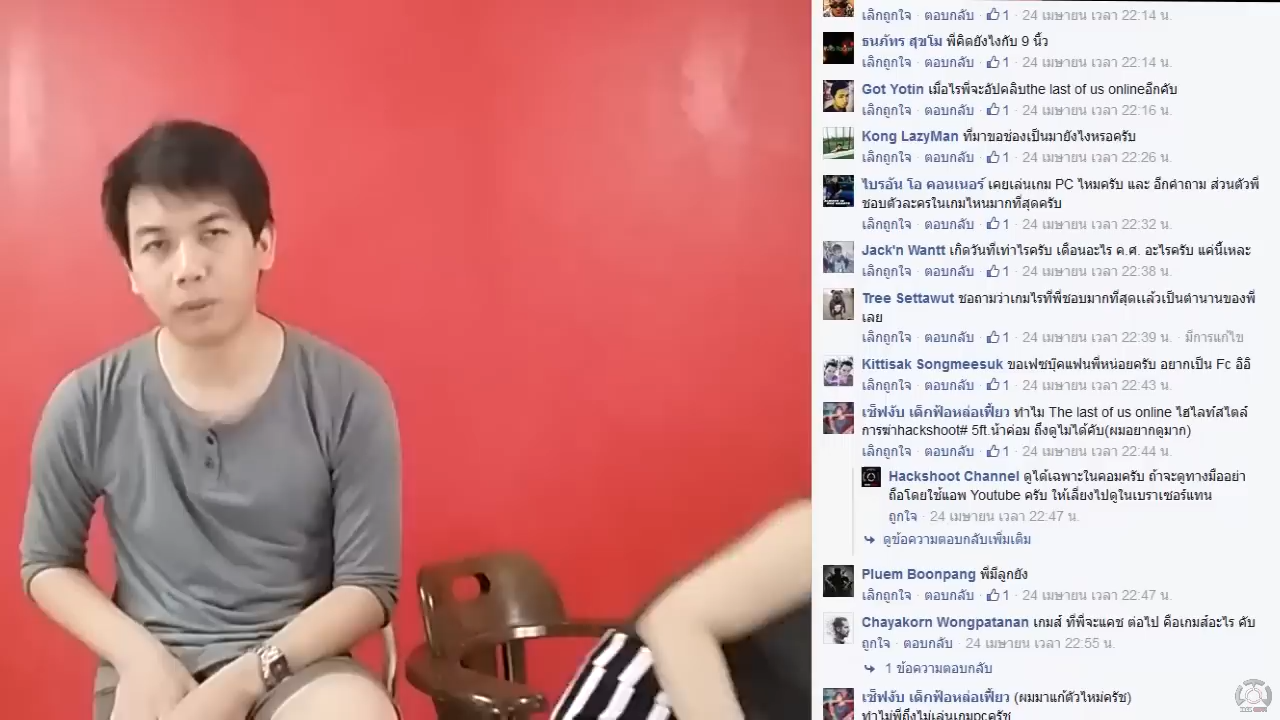 เลิกถูกใจ · ตอบกลับ · 1 · 24 เมษายน เวลา 22:14 น.
ธนภัทร สุขโม พี่คิดยังไงกับ 9 นิ้ว
เลิกถูกใจ · ตอบกลับ · 1 · 24 เมษายน เวลา 22:14 น.
Got Yotin เมื่อไรพี่จะอัปคลิบthe last of us onlineอีกคับ
เลิกถูกใจ · ตอบกลับ · 1 · 24 เมษายน เวลา 22:16 น.
Kong LazyMan ที่มาขอช่องเป็นมายังไงหรอครับ
เลิกถูกใจ · ตอบกลับ · 1 · 24 เมษายน เวลา 22:26 น.
ไบรอัน โอ คอนเนอร์ เคยเล่นเกม PC ไหมครับ และ อีกคำถาม ส่วนตัวพี่
ชอบตัวละครในเกมไหนมากที่สุดครับ
เลิกถูกใจ · ตอบกลับ · 1 · 24 เมษายน เวลา 22:32 น.
Jack'n Wantt เกิดวันที่เท่าไรครับ เดือนอะไร ค.ศ. อะไรครับ แค่นี้เหละ
เลิกถูกใจ · ตอบกลับ · 1 · 24 เมษายน เวลา 22:38 น.
Tree Settawut ขอถามว่าเกมไรที่พี่ชอบมากที่สุดเเล้วเป็นตำนานของพี่
เลย
เลิกถูกใจ · ตอบกลับ · 1 · 24 เมษายน เวลา 22:39 น. · มีการแก้ไข
Kittisak Songmeesuk ขอเฟซบุ๊คแฟนพี่หน่อยครับ อยากเป็น Fc อิอิ
เลิกถูกใจ · ตอบกลับ · 1 · 24 เมษายน เวลา 22:43 น.
เซ็ฟงับ เด็กฟ้อหล่อเฟี้ยว ทำไม The last of us online ไฮไลท์สไตล์
การฆ่าhackshoot# 5ft.น้าค่อม ถึงดูไม่ได้คับ(ผมอยากดูมาก)
เลิกถูกใจ · ตอบกลับ · 1 · 24 เมษายน เวลา 22:44 น.
Hackshoot Channel ดูได้เฉพาะในคอมครับ ถ้าจะดูทางมืออย่า
ถือโดยใช้แอพ Youtube ครับ ให้เลี่ยงไปดูในเบราเซอร์แทน
ถูกใจ · 24 เมษายน เวลา 22:47 น.
ดูข้อความตอบกลับเพิ่มเติม
Pluem Boonpang พี่มีลูกยัง
เลิกถูกใจ · ตอบกลับ · 1 · 24 เมษายน เวลา 22:47 น.
Chayakorn Wongpatanan เกมส์ ที่พี่จะแคช ต่อไป คือเกมส์อะไร คับ
ถูกใจ · ตอบกลับ · 24 เมษายน เวลา 22:55 น.
1 ข้อความตอบกลับ
เซ็ฟงับ เด็กฟ้อหล่อเฟี้ยว (ผมมาแก้ตัวใหม่ครัช)
ทำไมพี่ถึงไม่เล่นเกมpcครัช